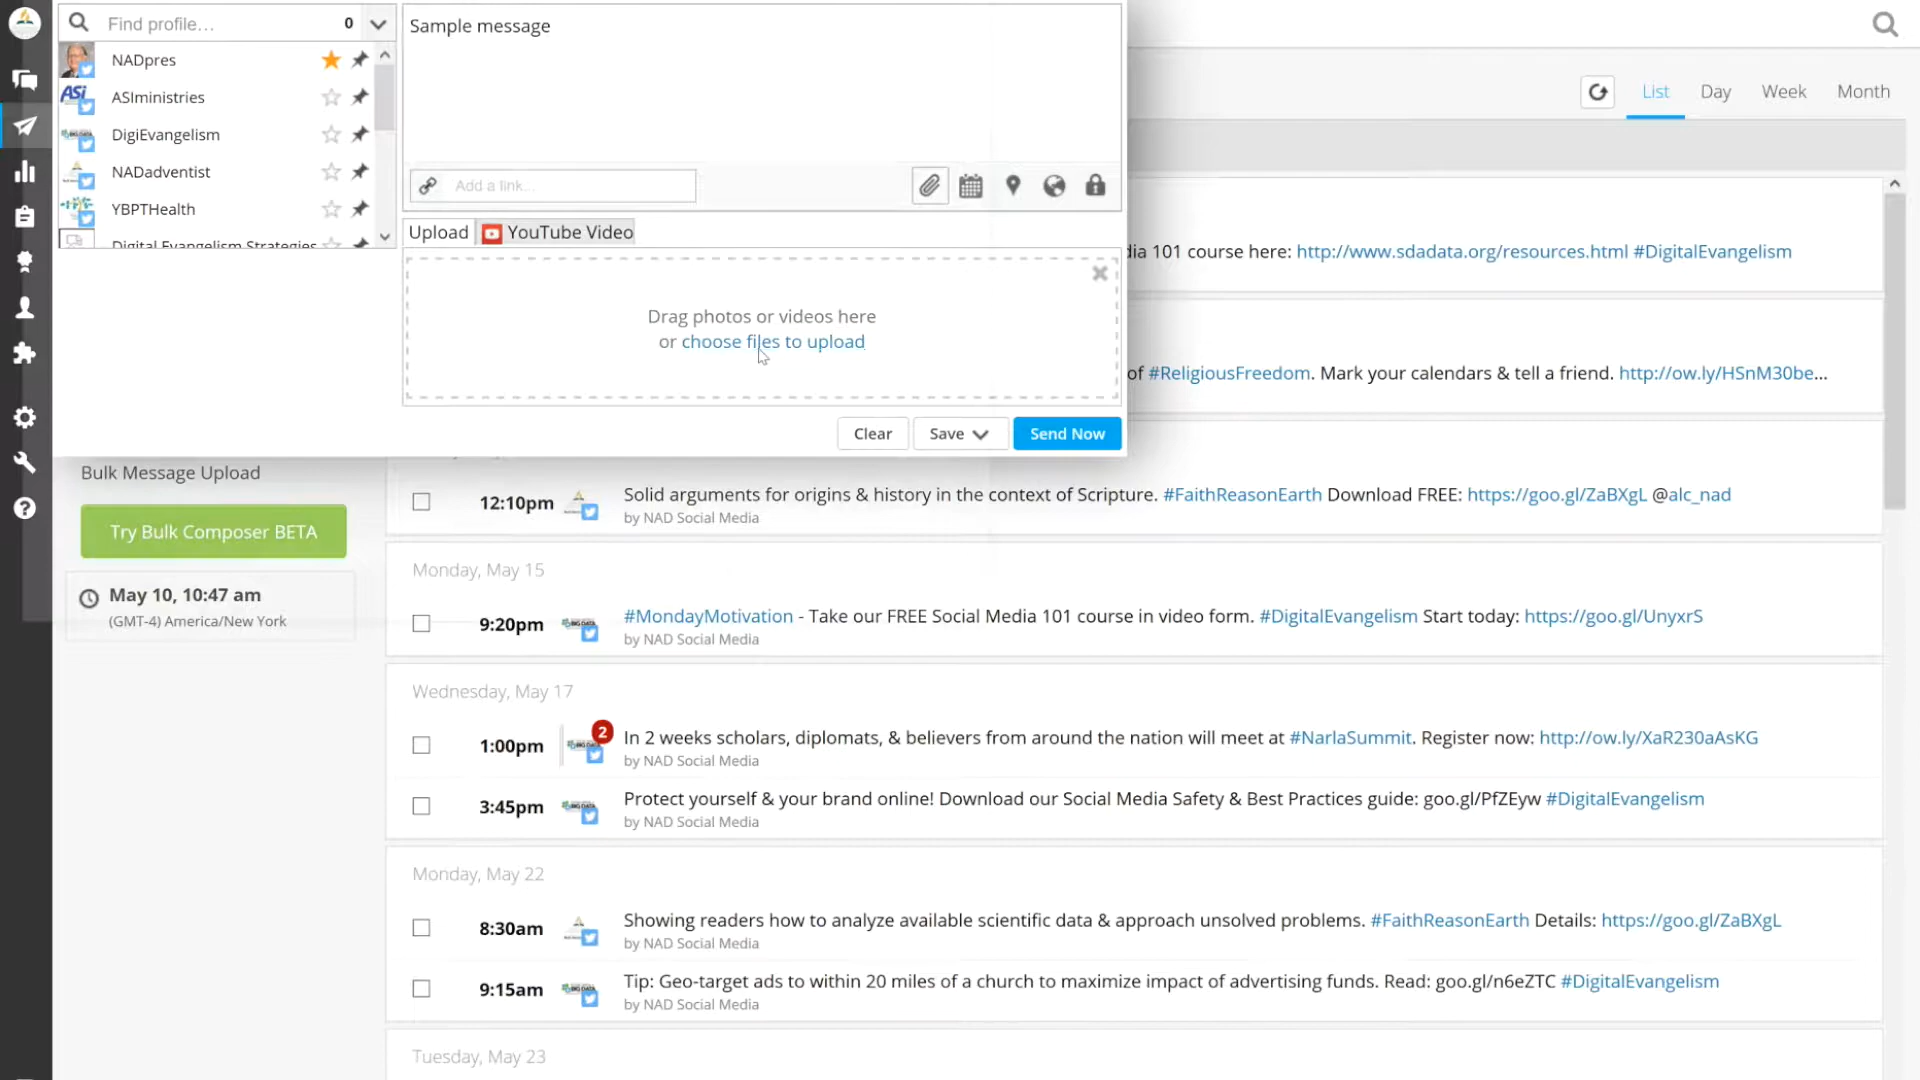 Find profile...
0
NADpres
ASIministries
DigiEvangelism
NADadventist
YBPTHealth
Digital Evangelism Strategies
Sample message
Add a link...
Upload
YouTube Video
Drag photos or videos here
or choose files to upload
Clear
Save
Send Now
List
Day
Week
Month
dia 101 course here: http://www.sdadata.org/resources.html #DigitalEvangelism
of #ReligiousFreedom. Mark your calendars & tell a friend. http://ow.ly/HSnM30be...
Bulk Message Upload
Try Bulk Composer BETA
May 10, 10:47 am
(GMT-4) America/New York
12:10pm
Solid arguments for origins & history in the context of Scripture. #FaithReasonEarth Download FREE: https://goo.gl/ZaBXgL @alc_nad
by NAD Social Media
Monday, May 15
9:20pm
#MondayMotivation - Take our FREE Social Media 101 course in video form. #DigitalEvangelism Start today: https://goo.gl/UnyxrS
by NAD Social Media
Wednesday, May 17
1:00pm
2
In 2 weeks scholars, diplomats, & believers from around the nation will meet at #NarlaSummit. Register now: http://ow.ly/XaR230aAsKG
by NAD Social Media
3:45pm
Protect yourself & your brand online! Download our Social Media Safety & Best Practices guide: goo.gl/PfZEyw #DigitalEvangelism
by NAD Social Media
Monday, May 22
8:30am
Showing readers how to analyze available scientific data & approach unsolved problems. #FaithReasonEarth Details: https://goo.gl/ZaBXgL
by NAD Social Media
9:15am
Tip: Geo-target ads to within 20 miles of a church to maximize impact of advertising funds. Read: goo.gl/n6eZTC #DigitalEvangelism
by NAD Social Media
Tuesday, May 23